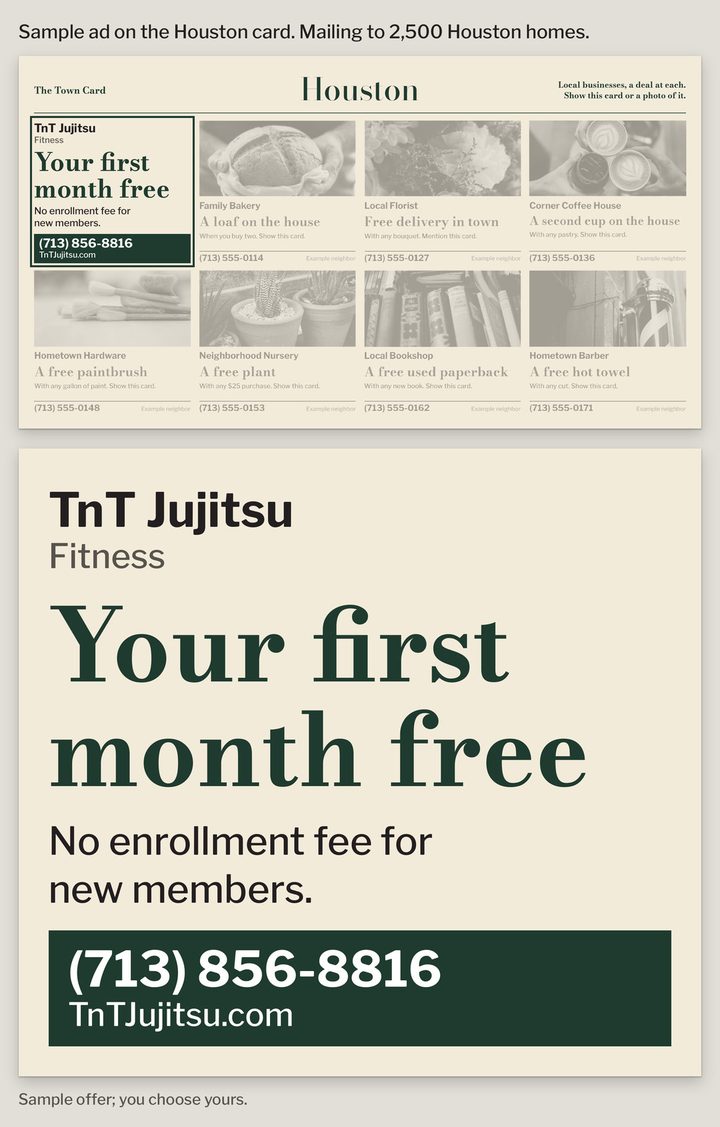 Sample ad on the Houston card. Mailing to 2,500 Houston homes.
The Town Card
Houston
Local businesses, a deal at each.
Show this card or a photo of it.
TnT Jujitsu
Fitness
Your first
month free
No enrollment fee for
new members.
(713) 856-8816
TnTJujitsu.com
Family Bakery
A loaf on the house
When you buy two. Show this card.
(713) 555-0114
Example neighbor
Local Florist
Free delivery in town
With any bouquet. Mention this card.
(713) 555-0127
Example neighbor
Corner Coffee House
A second cup on the house
With any pastry. Show this card.
(713) 555-0136
Example neighbor
Hometown Hardware
A free paintbrush
With any gallon of paint. Show this card.
(713) 555-0148
Example neighbor
Neighborhood Nursery
A free plant
With any $25 purchase. Show this card.
(713) 555-0153
Example neighbor
Local Bookshop
A free used paperback
With any new book. Show this card.
(713) 555-0162
Example neighbor
Hometown Barber
A free hot towel
With any cut. Show this card.
(713) 555-0171
Example neighbor
TnT Jujitsu
Fitness
Your first
month free
No enrollment fee for
new members.
(713) 856-8816
TnTJujitsu.com
Sample offer; you choose yours.